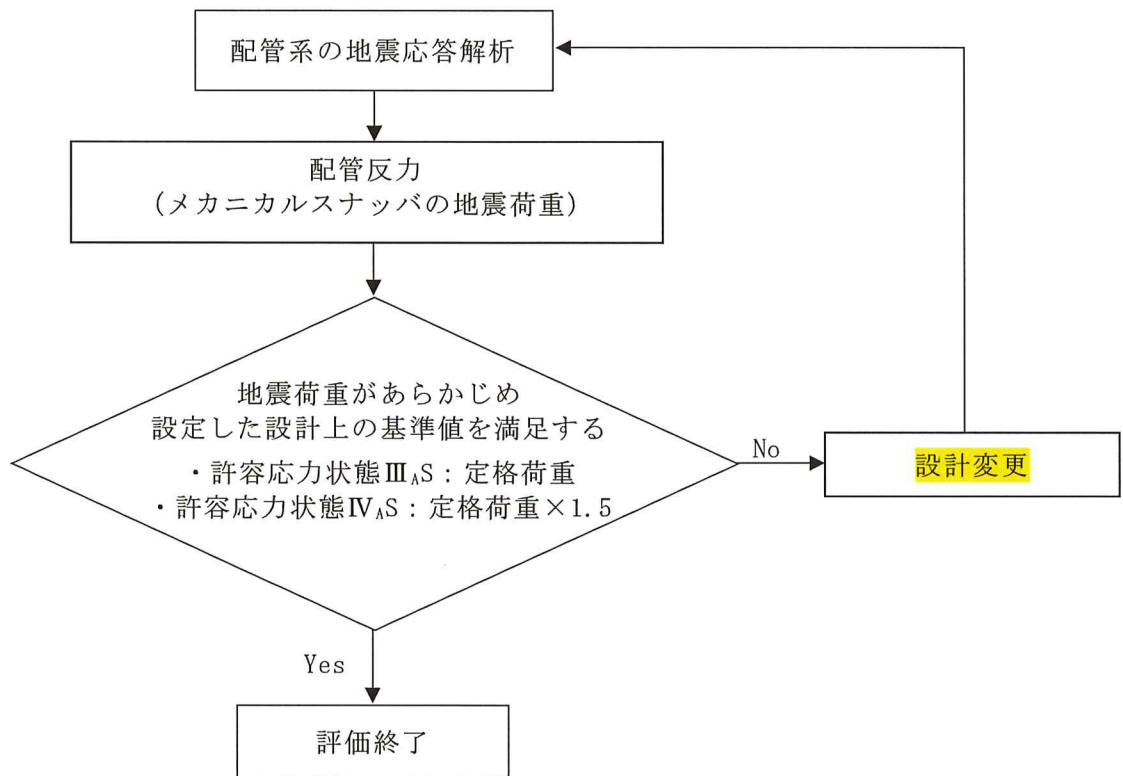 配管系の地震応答解析
配管反力
(メカニカルスナッバの地震荷重)
地震荷重があらかじめ
設定した設計上の基準値を満足する
・許容応力状態ⅢAS：定格荷重
・許容応力状態ⅣAS：定格荷重×1.5
No
設計変更
Yes
評価終了